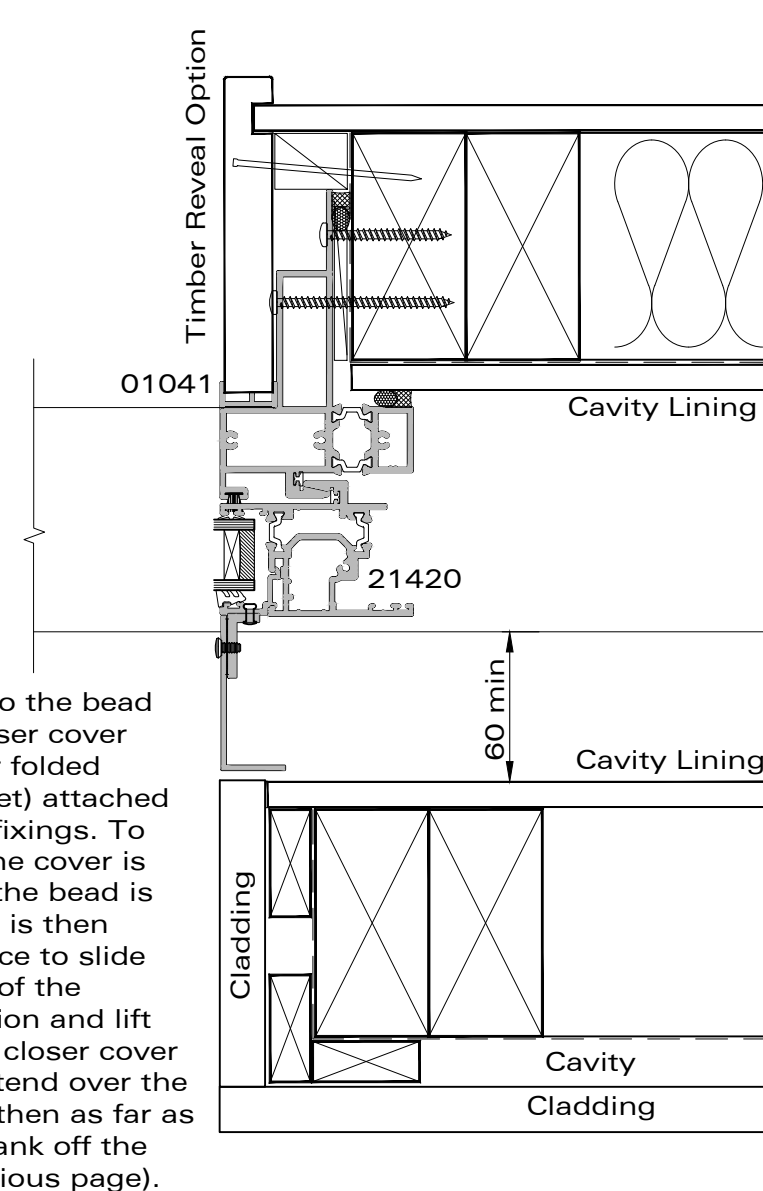 Timber Reveal Option
01041
Cavity Lining
21420
60 min
Cavity Lining
o the bead
ser cover
folded
et) attached
fixings. To
ne cover is
the bead is
is then
ce to slide
of the
ion and lift
closer cover
tend over the
then as far as
ank off the
ious page).
Cladding
Cavity
Cladding